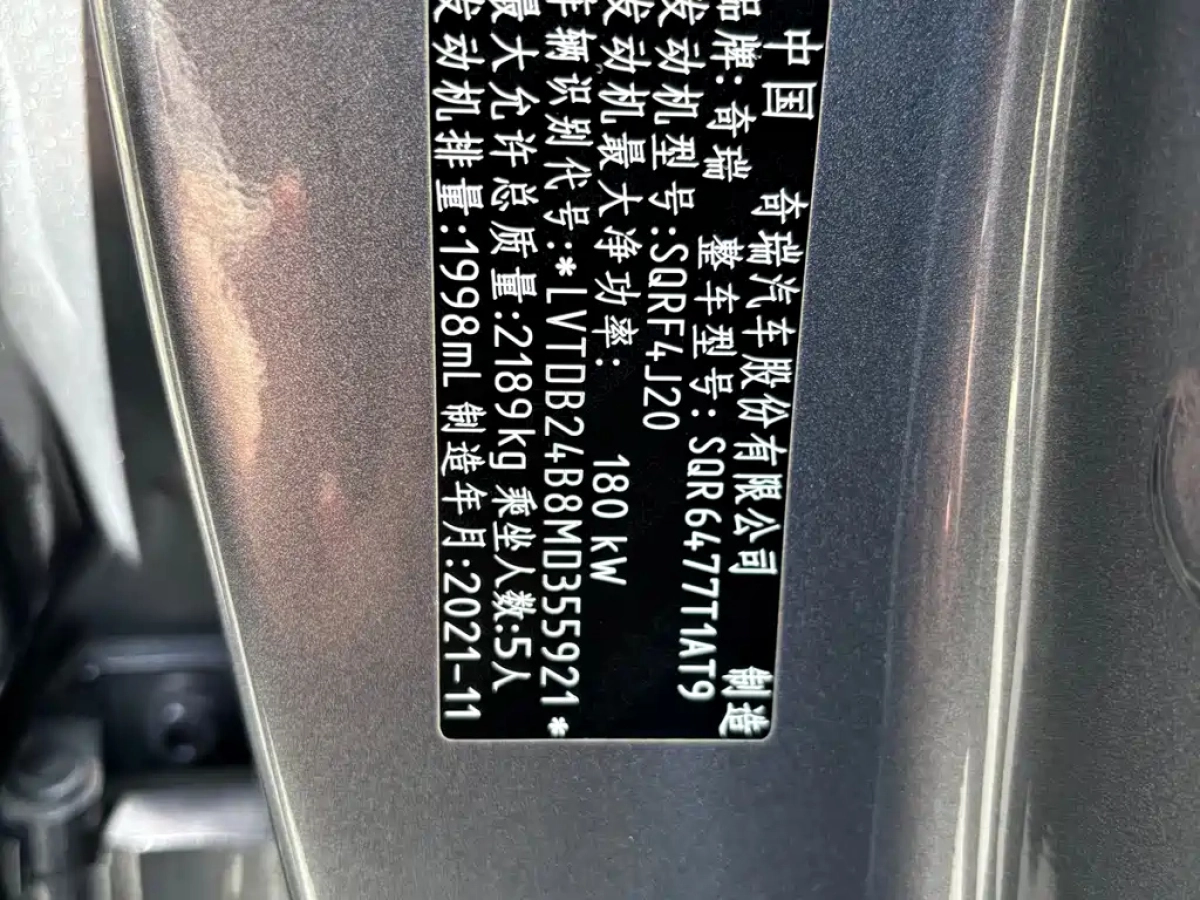 中国 奇瑞汽车股份有限公司 制造
品牌: 奇瑞 整车型号: SQR6477T1AT9
发动机型号:SQRF4J20
发动机最大净功率: 180 kW
车辆识别代号:*LVTDB24B8MD355921*
最大允许总质量:2189kg 乘坐人数:5人
发动机排量:1998mL 制造年月:2021-11